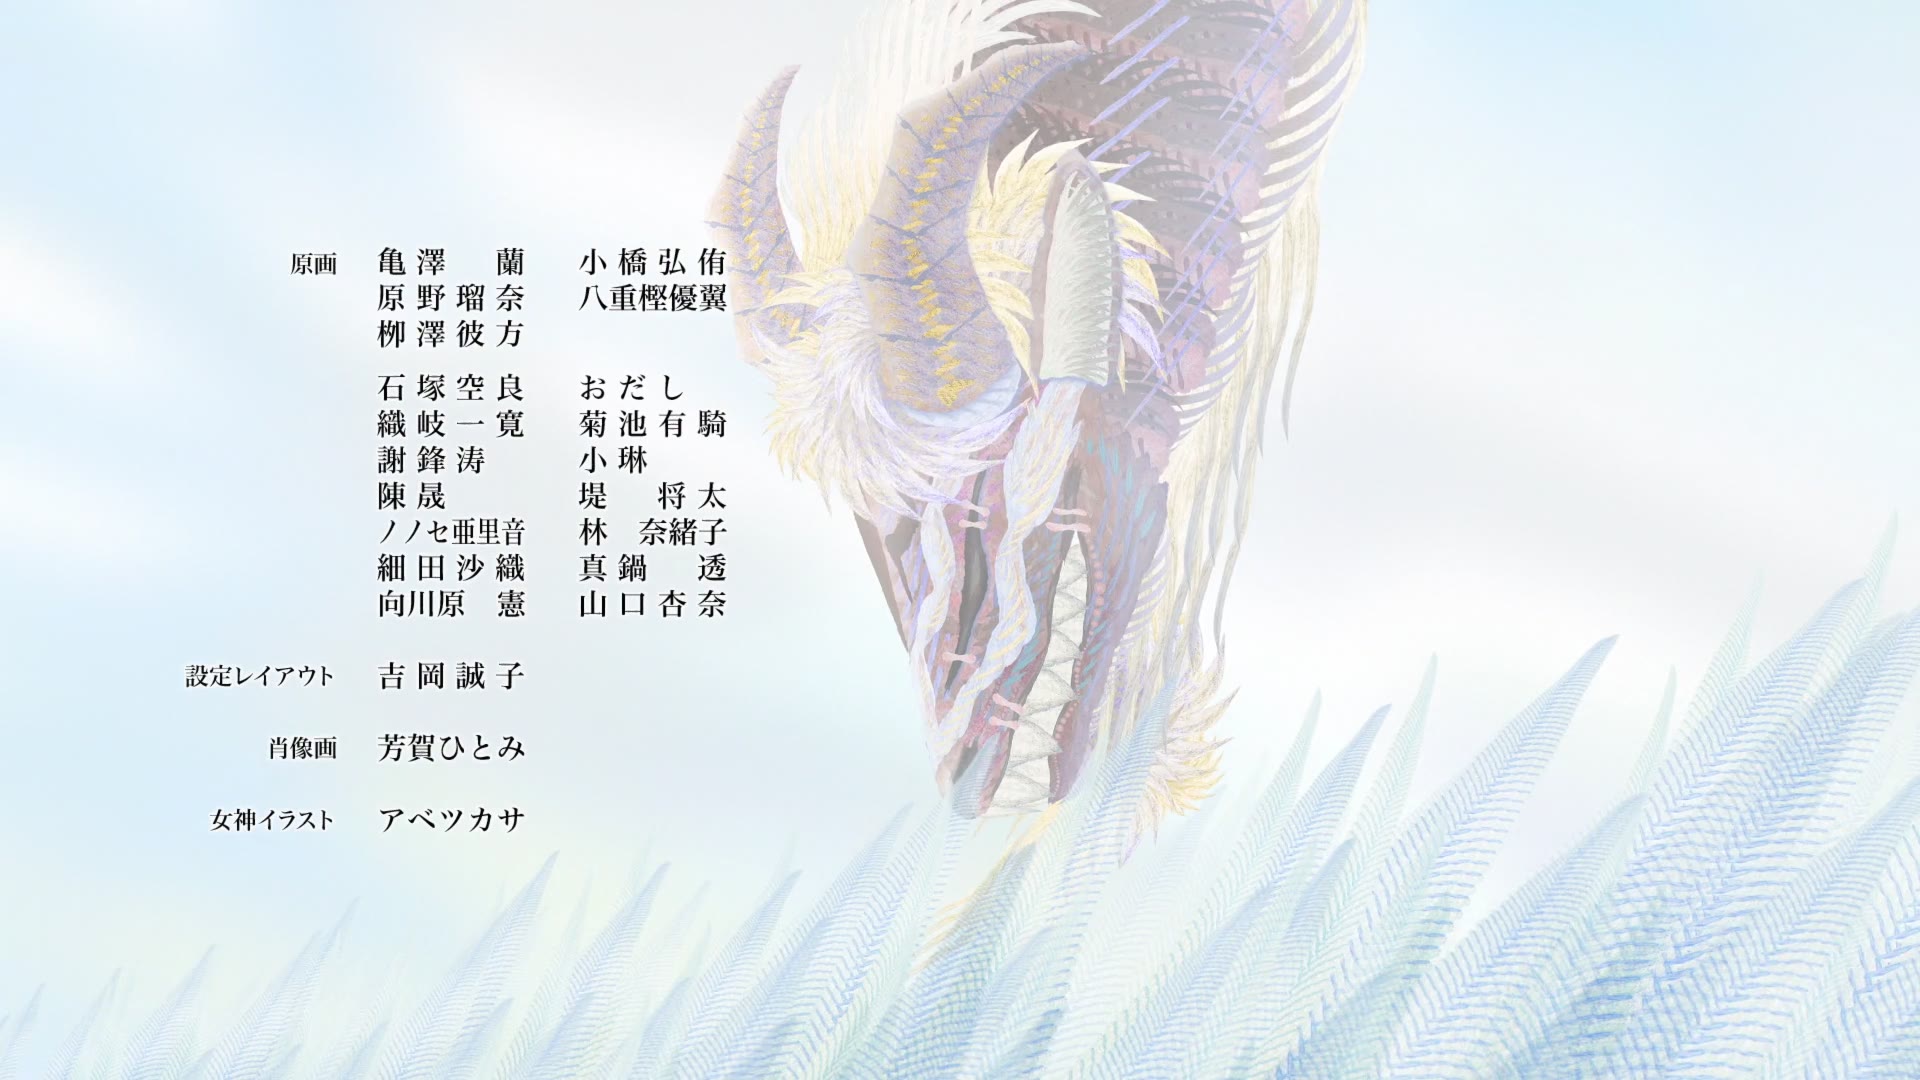 原画 亀澤 蘭 小橋弘侑
原野瑠奈 八重樫優翼
栁澤彼方
石塚空良 おだし
織岐一寛 菊池有騎
謝鋒涛 小琳
陳晟 堤 将太
ノノセ亜里音 林 奈緒子
細田沙織 真鍋 透
向川原 憲 山口杏奈
設定レイアウト 吉岡誠子
肖像画 芳賀ひとみ
女神イラスト アベツカサ